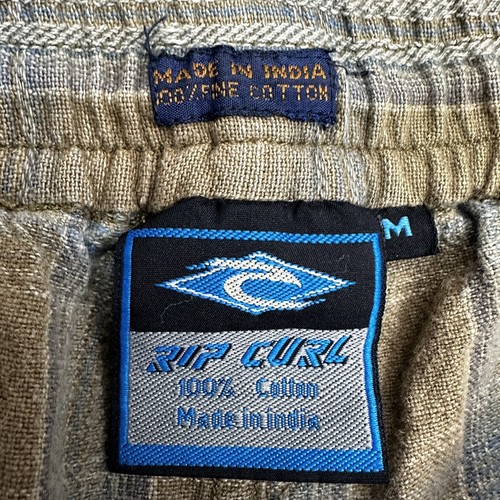 MADE IN INDIA
100% FINE COTTON
M
RIP CURL
100% Cotton
Made in india